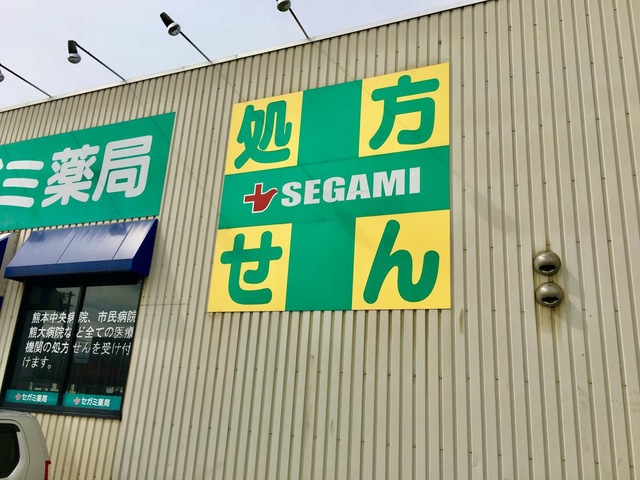 処方
SEGAMI
せん
ガミ薬局
熊本中央病院、市民病院
熊大病院など全ての医療
機関の処方せんを受け付
けます。
セガミ薬局
セガミ薬局